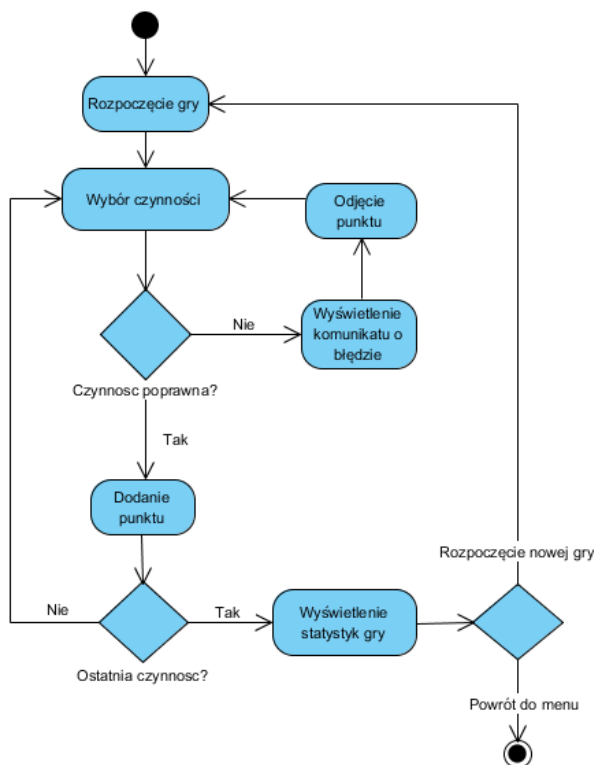 Rozpoczęcie gry
Wybór czynności
Odjęcie
punktu
Nie
Wyświetlenie
komunikatu o
błędzie
Czynnosc poprawna?
Tak
Dodanie
punktu
Rozpoczęcie nowej gry
Nie
Tak
Wyświetlenie
statystyk gry
Ostatnia czynnosc?
Powrót do menu